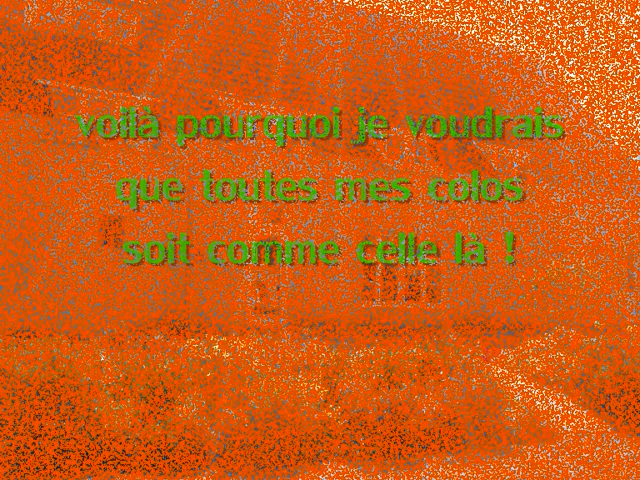 voilà pourquoi je voudrais
que toutes mes colos
soit comme celle là !